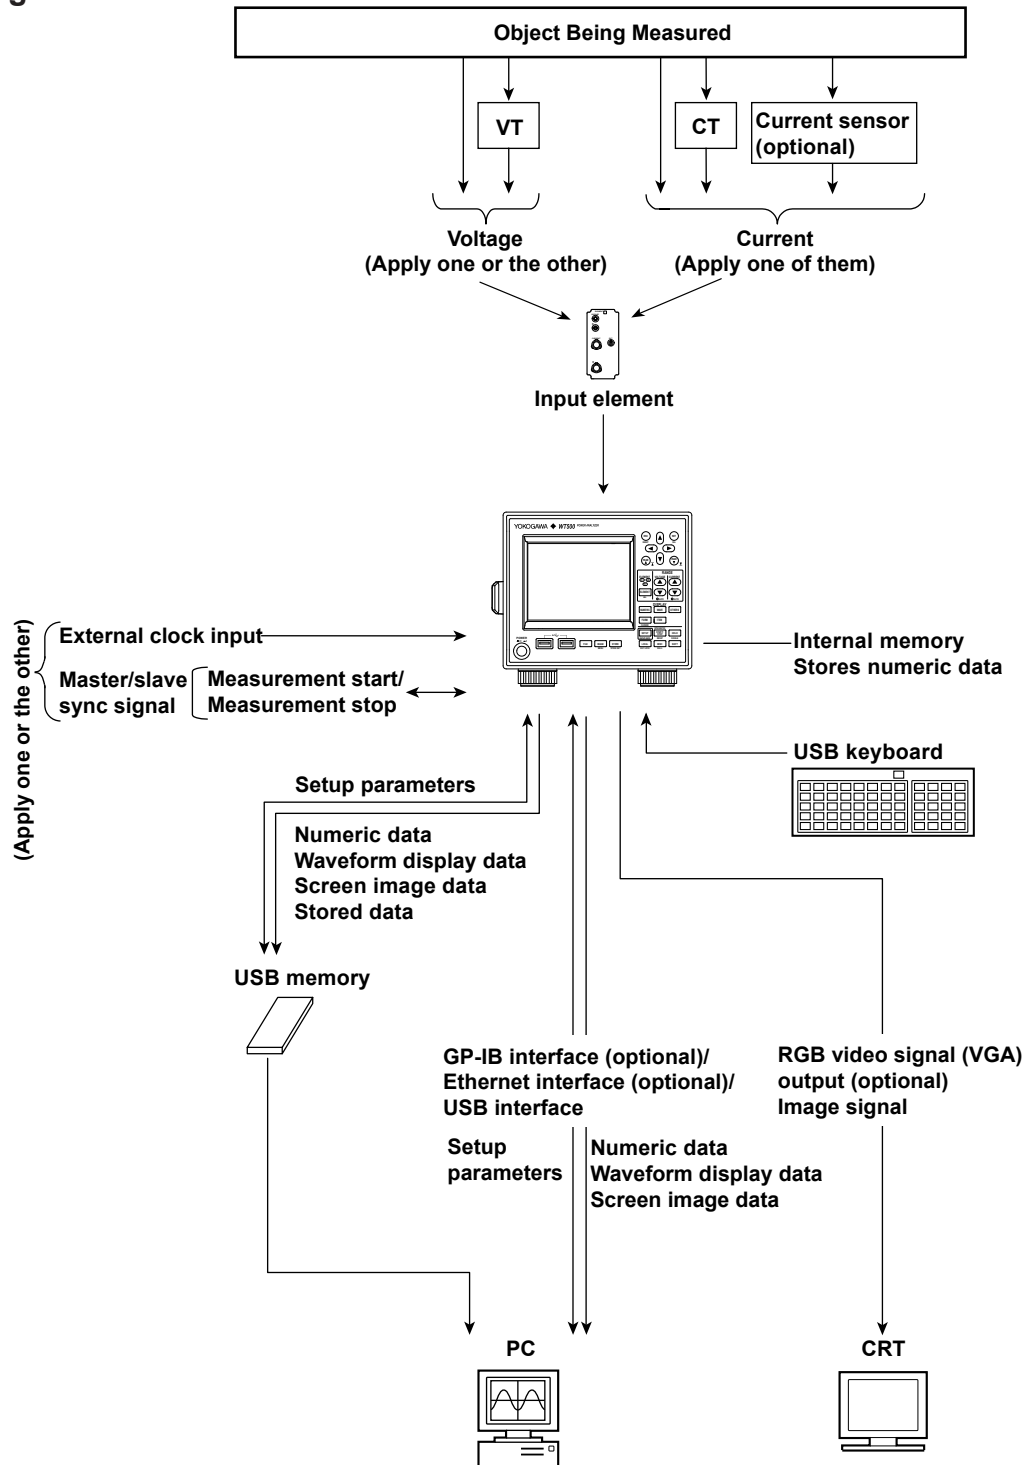 Object Being Measured
VT
CT
Current sensor
(optional)
Voltage
(Apply one or the other)
Current
(Apply one of them)
Input element
YOKOGAWA ◆ WT500 POWER ANALYZER
(Apply one or the other)
External clock input
Master/slave
sync signal
Measurement start/
Measurement stop
Internal memory
Stores numeric data
USB keyboard
Setup parameters
Numeric data
Waveform display data
Screen image data
Stored data
USB memory
GP-IB interface (optional)/
Ethernet interface (optional)/
USB interface
RGB video signal (VGA)
output (optional)
Image signal
Setup
parameters
Numeric data
Waveform display data
Screen image data
PC
CRT